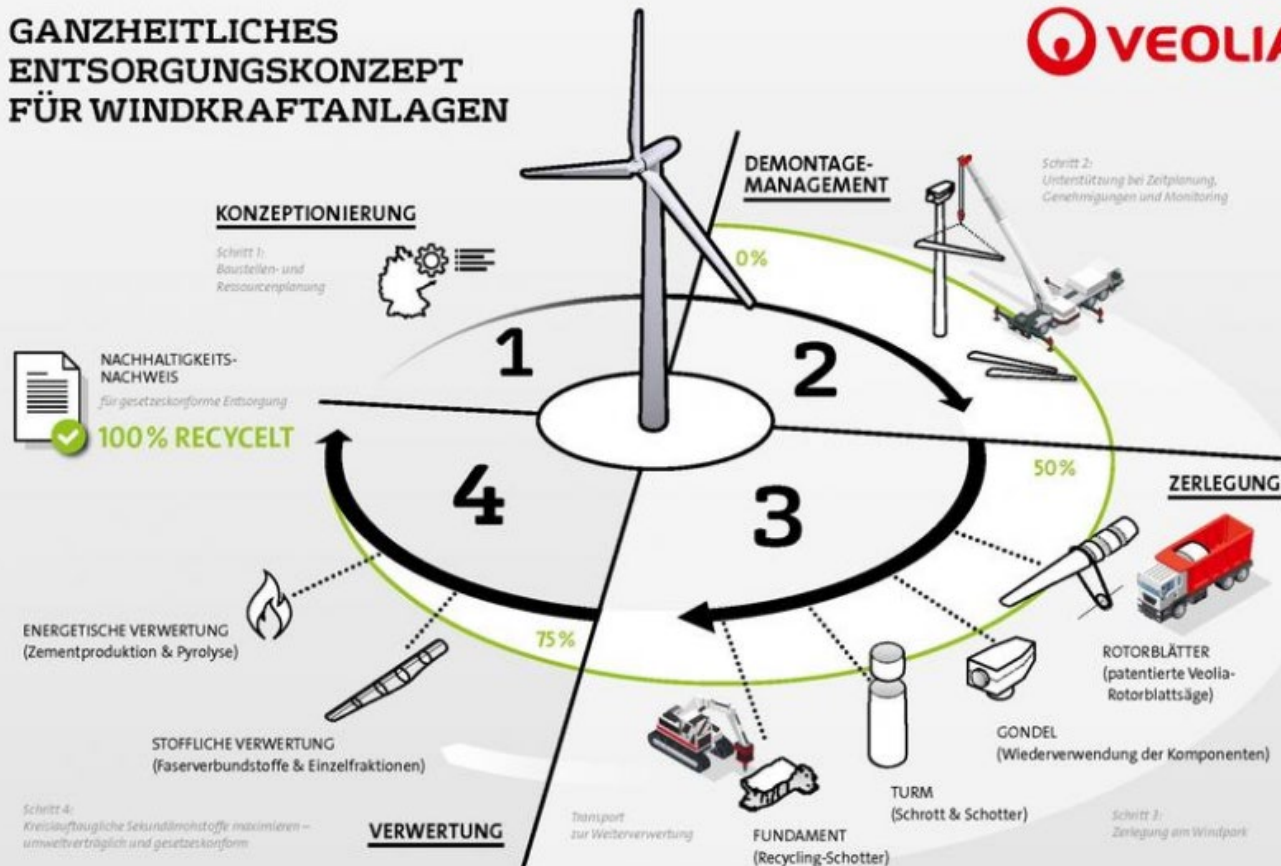 GANZHEITLICHES
ENTSORGUNGSKONZEPT
FÜR WINDKRAFTANLAGEN
VEOLIA
KONZEPTIONIERUNG
Schritt 1:
Baustellen- und
Ressourcenplanung
1
DEMONTAGE-
MANAGEMENT
Schritt 2:
Unterstützung bei Zeitplanung,
Genehmigungen und Monitoring
0%
2
NACHHALTIGKEITS-
NACHWEIS
für gesetzeskonforme Entsorgung
100% RECYCELT
50%
ZERLEGUNG
3
ROTORBLÄTTER
(patentierte Veolia-
Rotorblattsäge)
GONDEL
(Wiederverwendung der Komponenten)
TURM
(Schrott & Schotter)
FUNDAMENT
(Recycling-Schotter)
Schritt 3:
Zerlegung am Windpark
Transport
zur Weiterverwertung
75%
4
ENERGETISCHE VERWERTUNG
(Zementproduktion & Pyrolyse)
STOFFLICHE VERWERTUNG
(Faserverbundstoffe & Einzelfraktionen)
Schritt 4:
Kreislauftaugliche Sekundärrohstoffe maximieren –
umweltverträglich und gesetzeskonform
VERWERTUNG